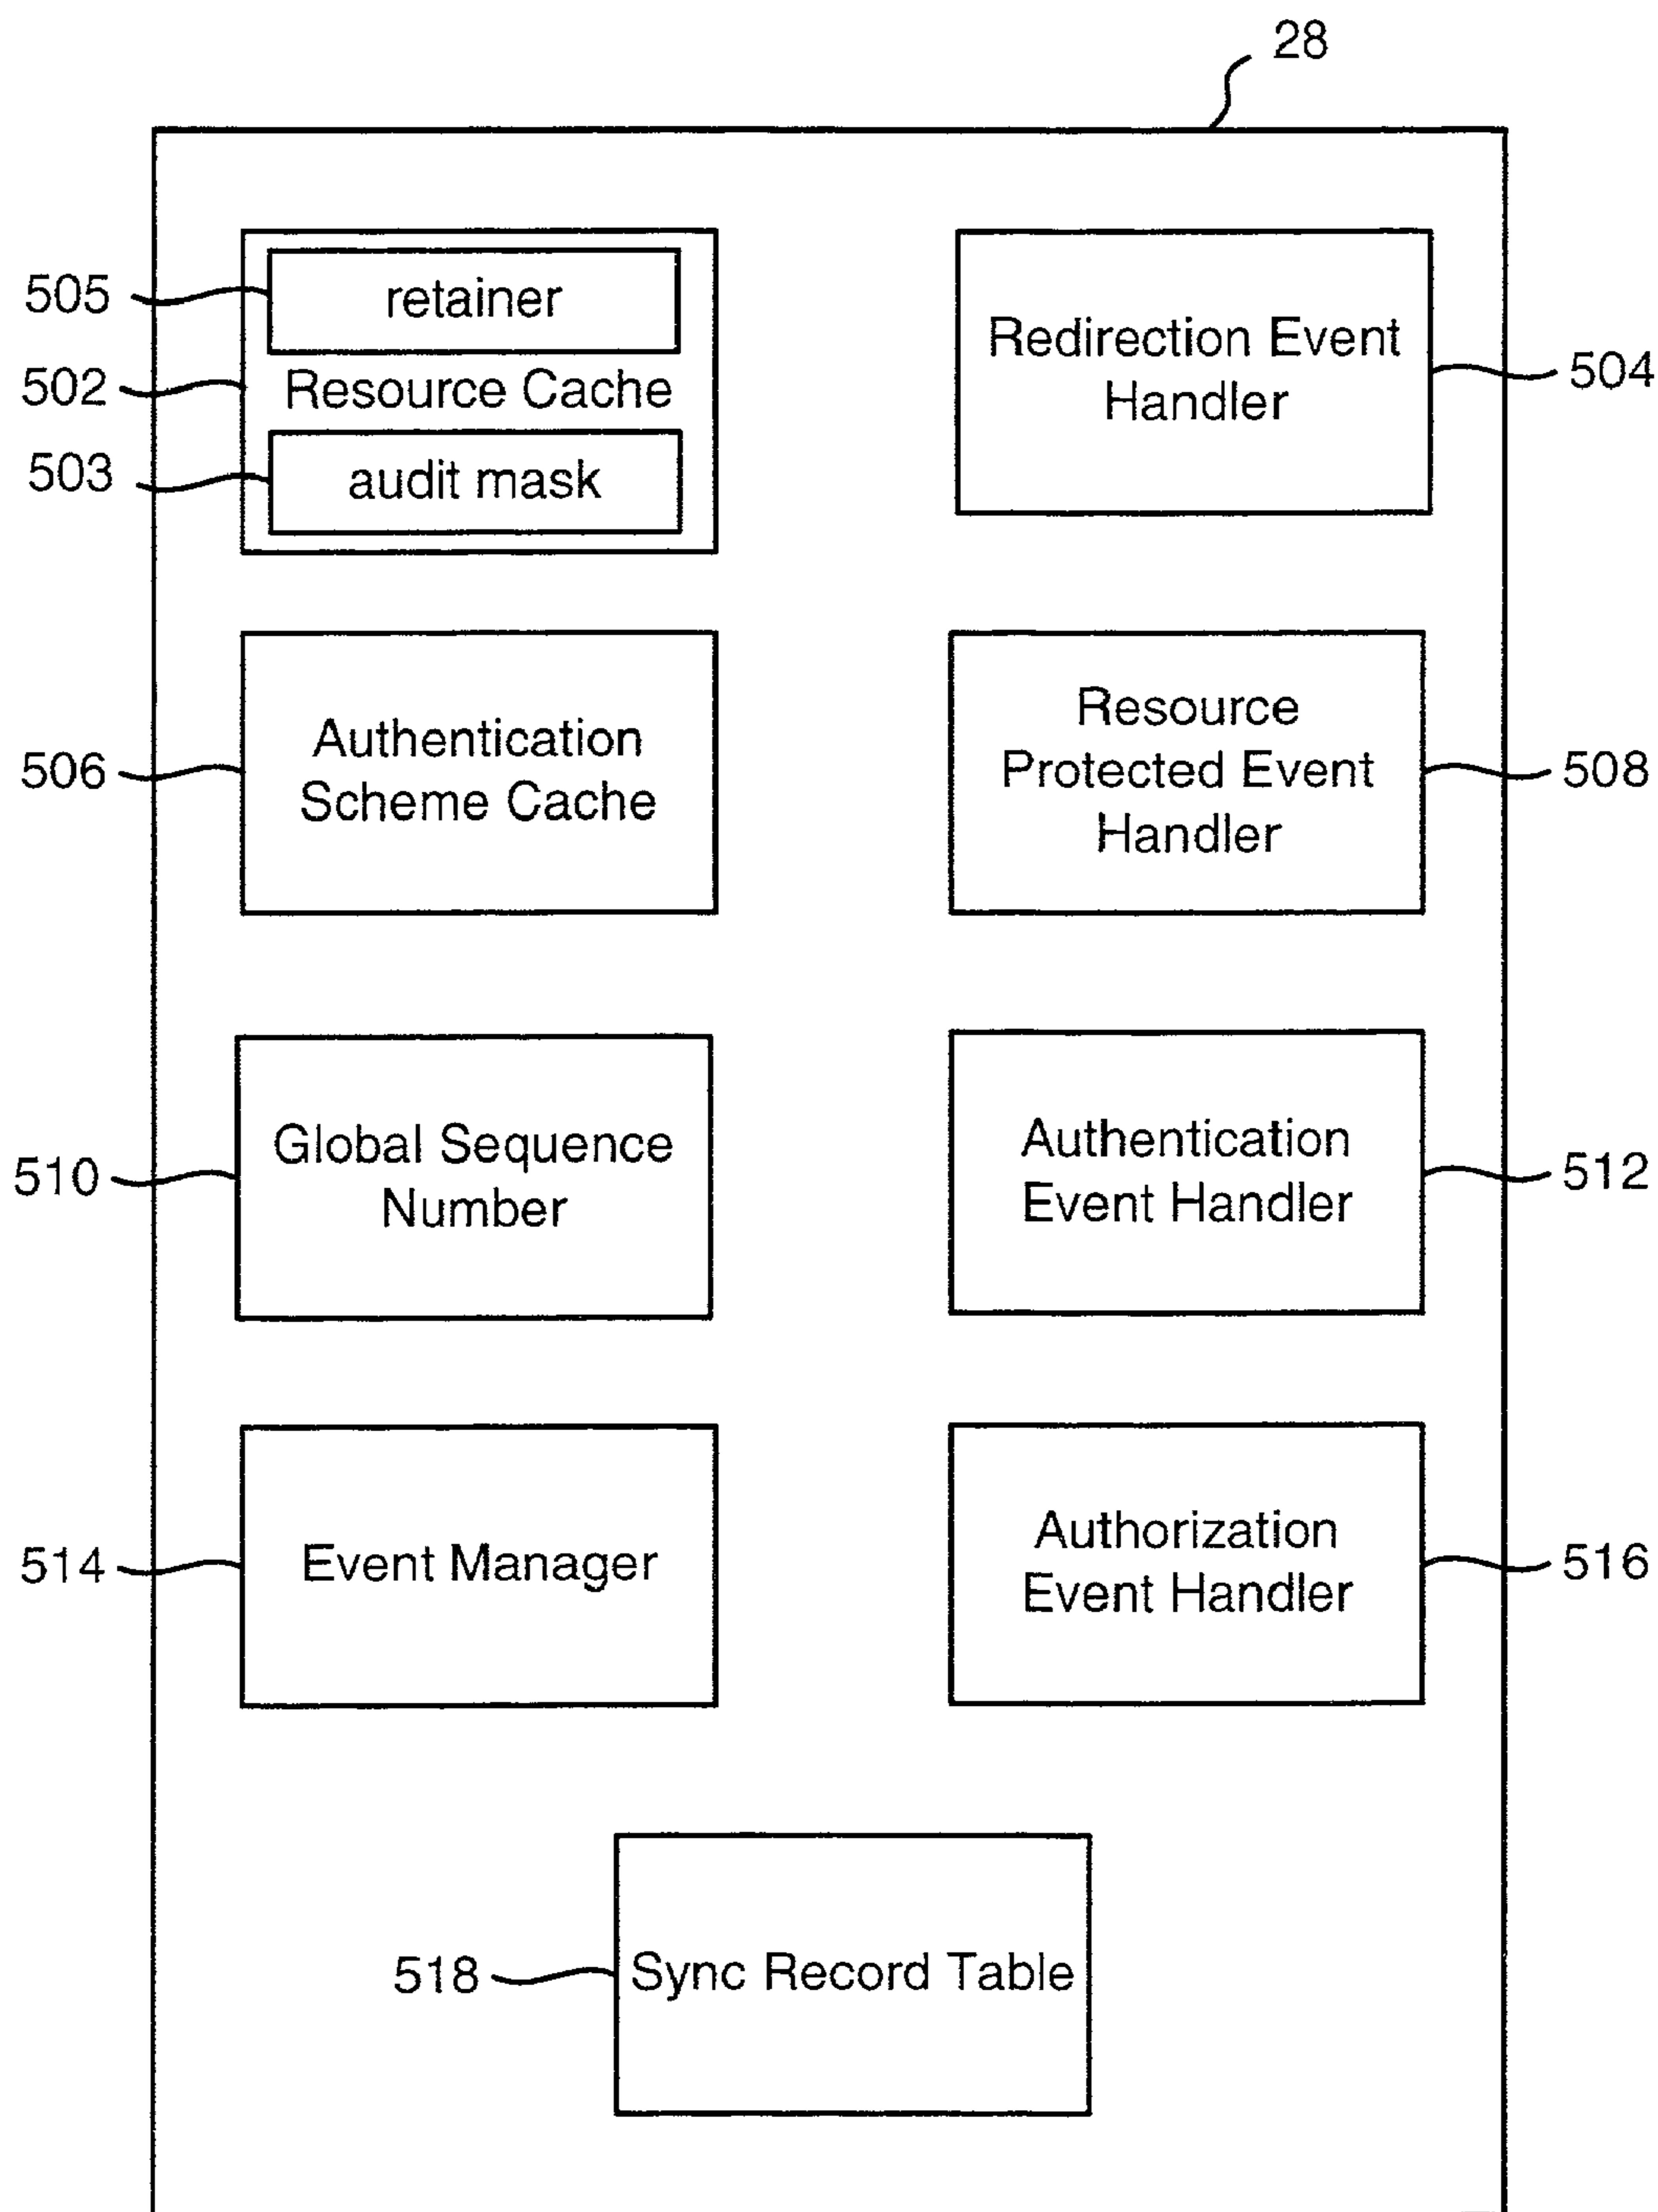 28
505
retainer
502
Resource Cache
503
audit mask
Redirection Event
Handler
504
506
Authentication
Scheme Cache
Resource
Protected Event
Handler
508
510
Global Sequence
Number
Authentication
Event Handler
512
514
Event Manager
Authorization
Event Handler
516
518
Sync Record Table